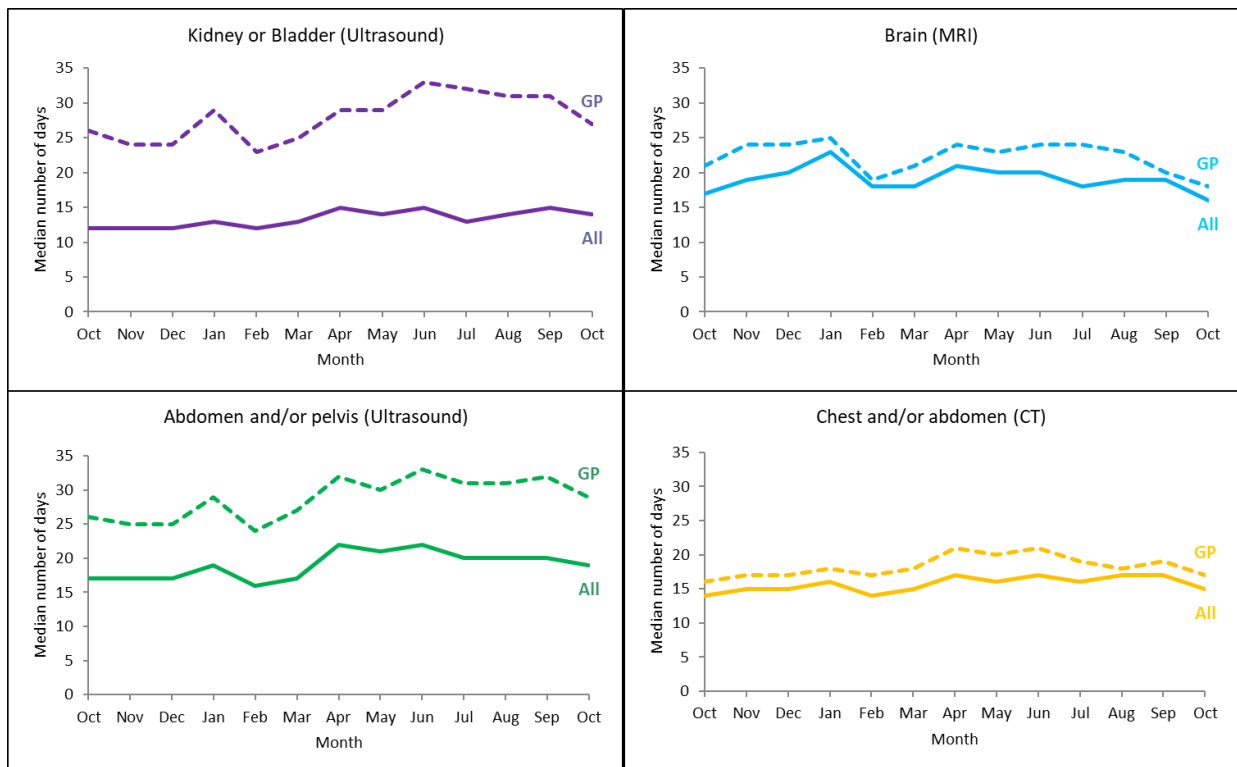 Kidney or Bladder (Ultrasound)
Median number of days
35
30
25
20
15
10
5
0
GP
All
Oct Nov Dec Jan Feb Mar Apr May Jun Jul Aug Sep Oct
Month
Brain (MRI)
Median number of days
35
30
25
20
15
10
5
0
GP
All
Oct Nov Dec Jan Feb Mar Apr May Jun Jul Aug Sep Oct
Month
Abdomen and/or pelvis (Ultrasound)
Median number of days
35
30
25
20
15
10
5
0
GP
All
Oct Nov Dec Jan Feb Mar Apr May Jun Jul Aug Sep Oct
Month
Chest and/or abdomen (CT)
Median number of days
35
30
25
20
15
10
5
0
GP
All
Oct Nov Dec Jan Feb Mar Apr May Jun Jul Aug Sep Oct
Month